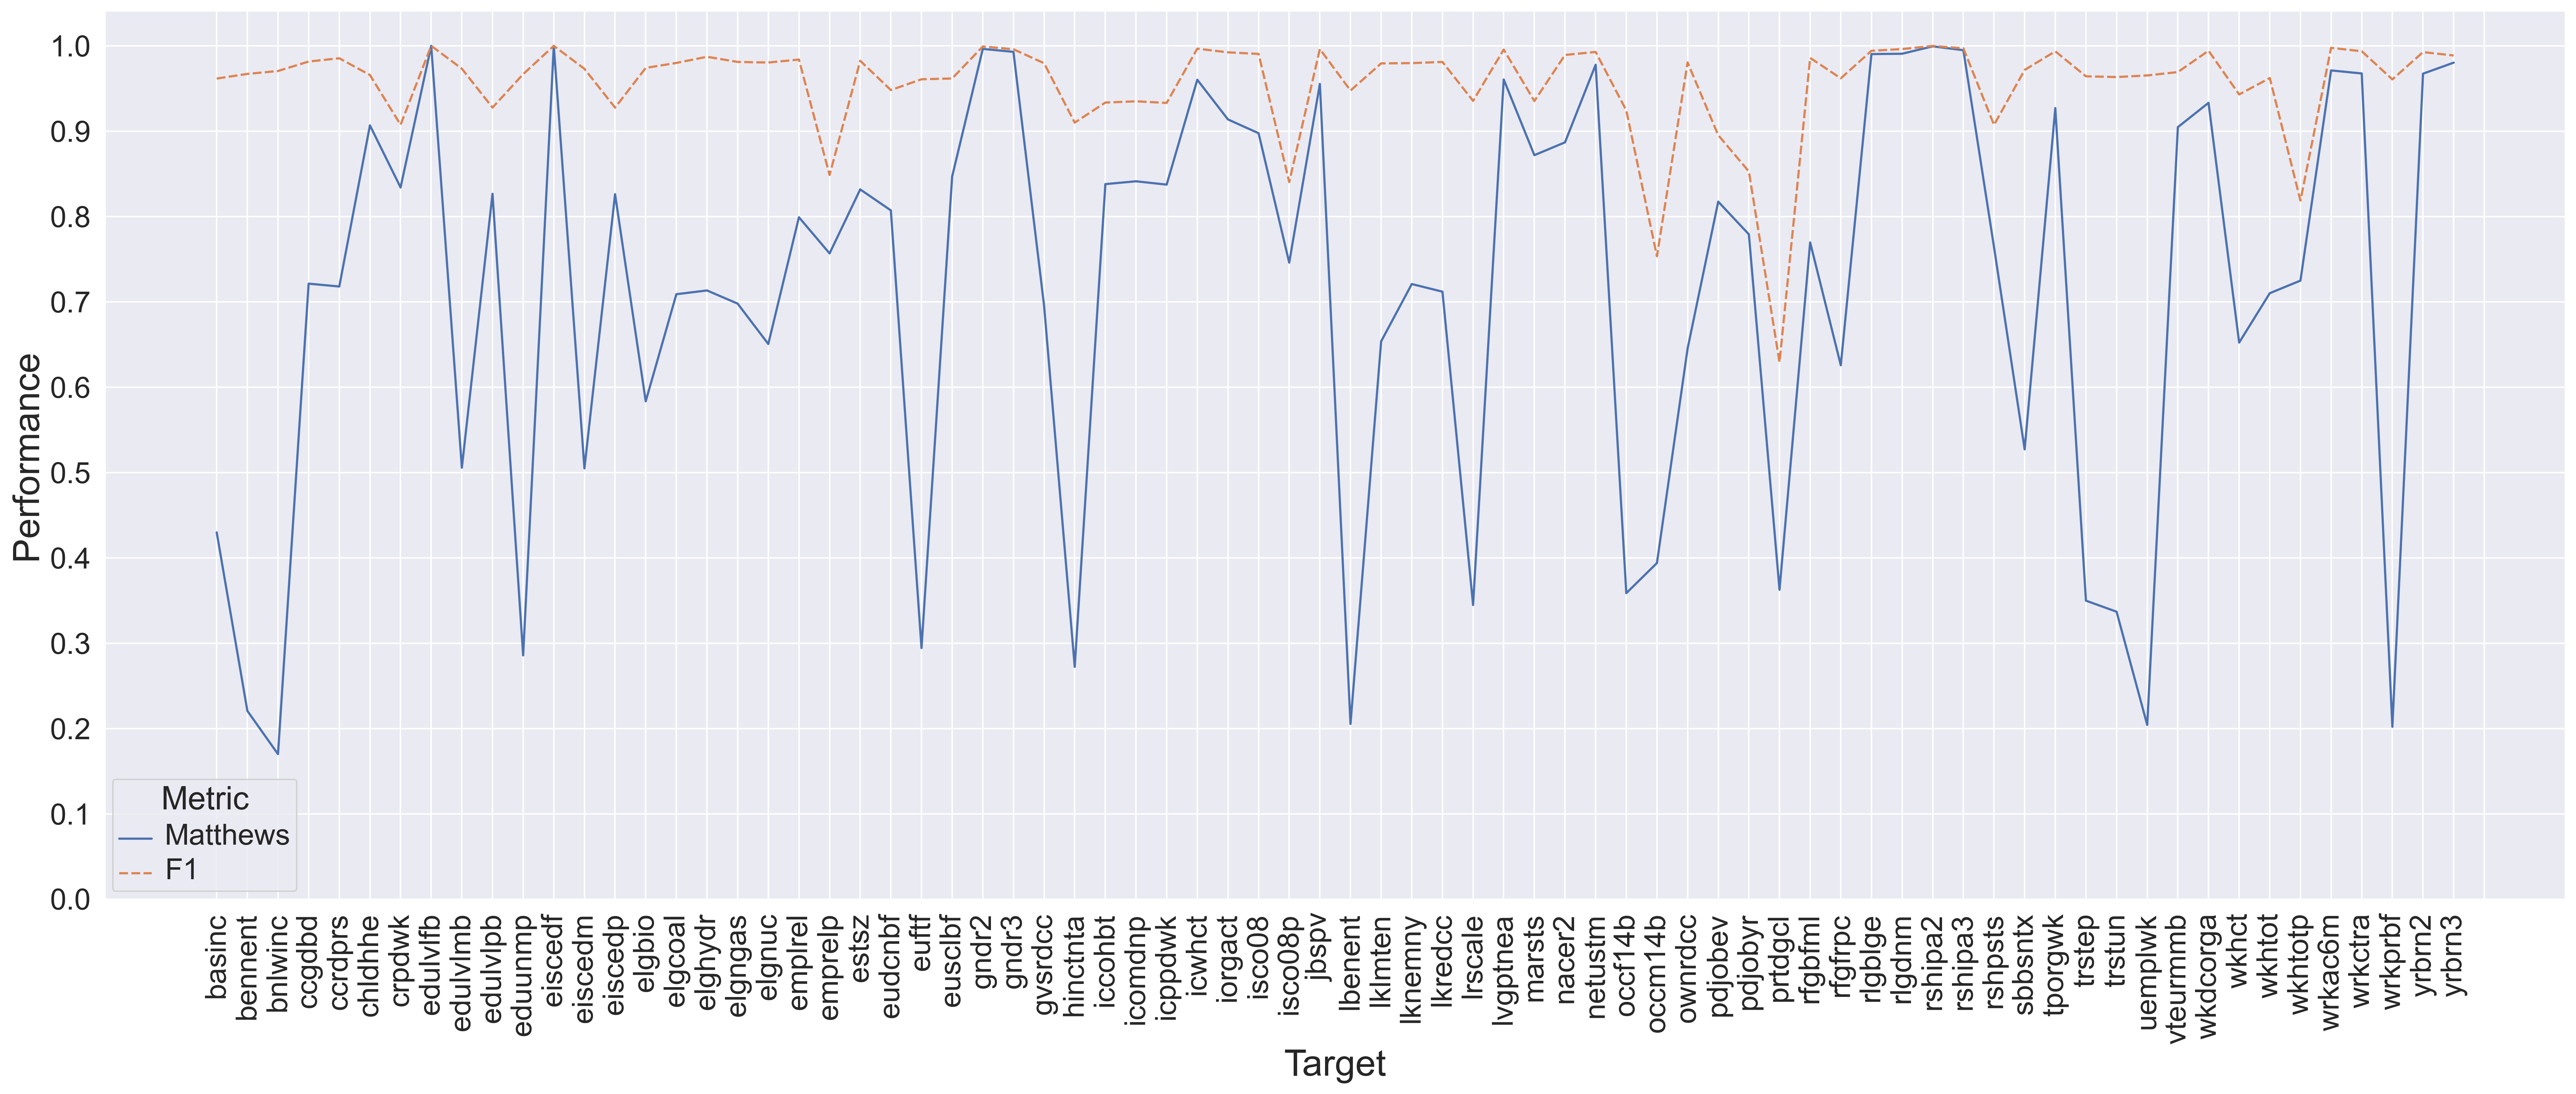 Performance
1.0
0.9
0.8
0.7
0.6
0.5
0.4
0.3
0.2
0.1
0.0
Metric
Matthews
F1
basinc
bennent
bnlwinc
ccgdbd
ccrdprs
chldhhe
crpdwk
edulvlfb
edulvlmb
edulvlpb
eduunmp
eiscedf
eiscedm
eiscedp
elgbio
elgcoal
elghydr
elgngas
elgnuc
emplrel
emprelp
estsz
eudcnbf
euftf
eusclbf
gndr2
gndr3
gvsrdcc
hinctnta
iccohbt
icomdnp
icppdwk
icwhct
iorgact
isco08
isco08p
jbspv
lbenent
lklmten
lknemny
lkredcc
lrscale
lvgptnea
marsts
nacer2
netustm
occf14b
occm14b
ownrdcc
pdjobev
pdjobyr
prtdgcl
rfgbfml
rfgfrpc
rlgblge
rlgdnm
rshipa2
rshipa3
rshpsts
sbbsntx
tporgwk
trstep
trstun
uemplwk
vteurmmb
wkdcorga
wkhct
wkhtot
wkhtotp
wrkac6m
wrkctra
wrkprbf
yrbrn2
yrbrn3
Target